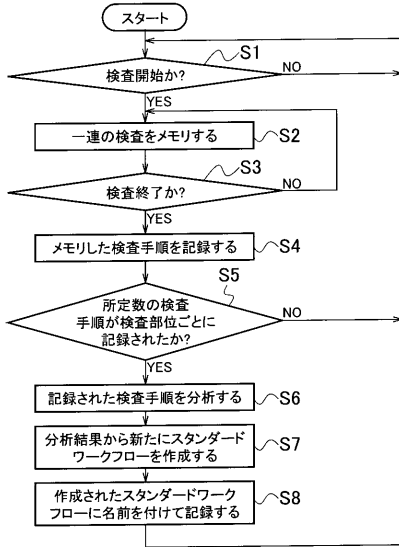 スタート
S1
検査開始か?
NO
YES
一連の検査をメモリする
S2
S3
検査終了か?
NO
YES
メモリした検査手順を記録する
S4
S5
所定数の検査
手順が検査部位ごとに
記録されたか?
NO
YES
記録された検査手順を分析する
S6
分析結果から新たにスタンダード
ワークフローを作成する
S7
作成されたスタンダードワーク
フローに名前を付けて記録する
S8